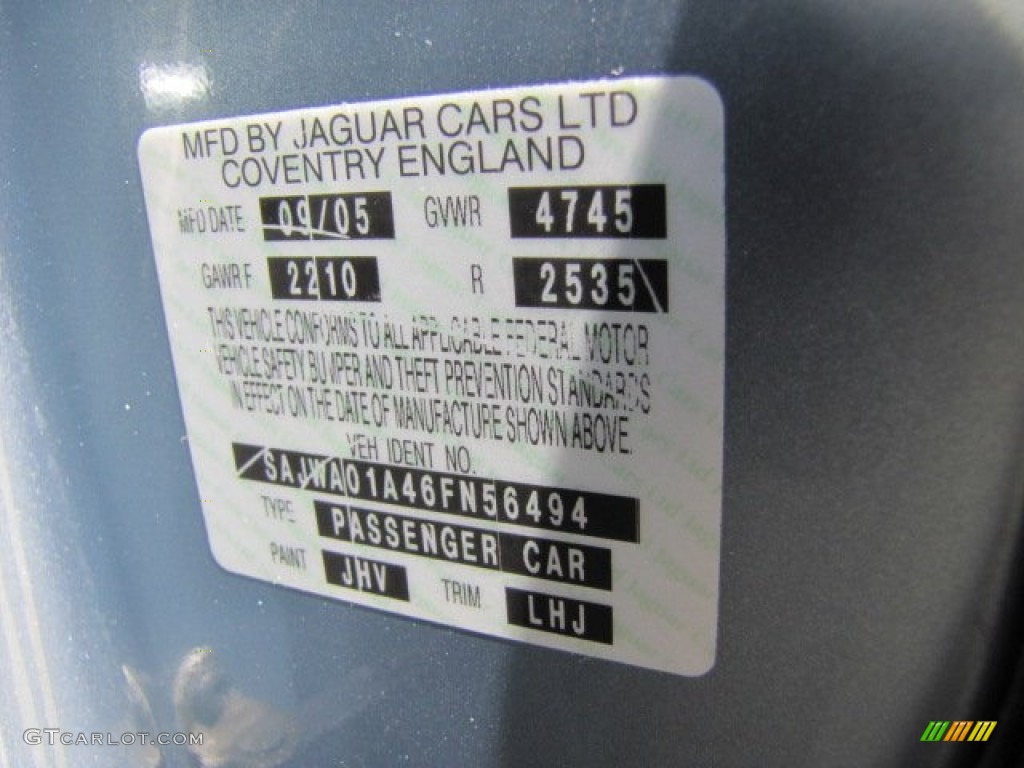 MFD BY JAGUAR CARS LTD
COVENTRY ENGLAND
MFD DATE 09/05 GVWR 4745
GAWR F 2210 R 2535
THIS VEHICLE CONFORMS TO ALL APPLICABLE FEDERAL MOTOR
VEHICLE SAFETY BUMPER AND THEFT PREVENTION STANDARDS
IN EFFECT ON THE DATE OF MANUFACTURE SHOWN ABOVE.
VEH IDENT NO.
SAJWA01A46FN56494
TYPE PASSENGER CAR
PAINT JHV TRIM LHJ
GTCARLOT.COM